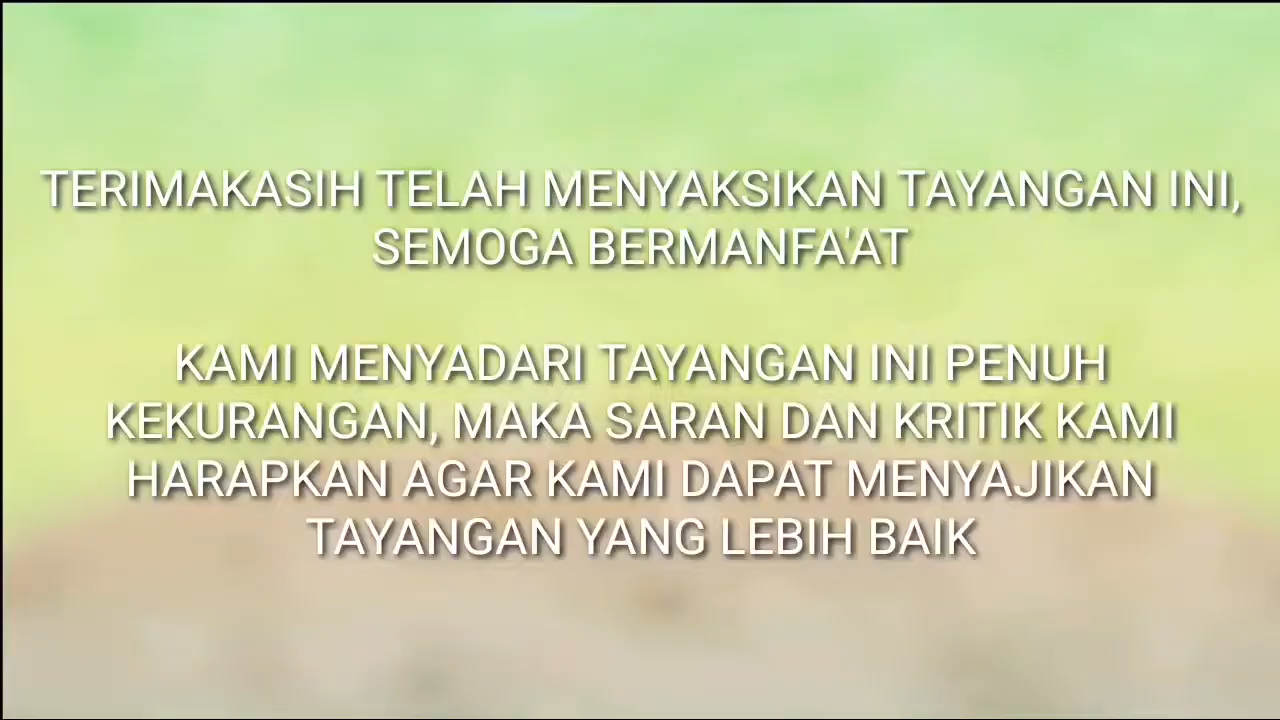 TERIMAKASIH TELAH MENYAKSIKAN TAYANGAN INI,
SEMOGA BERMANFA'AT
KAMI MENYADARI TAYANGAN INI PENUH
KEKURANGAN, MAKA SARAN DAN KRITIK KAMI
HARAPKAN AGAR KAMI DAPAT MENYAJIKAN
TAYANGAN YANG LEBIH BAIK